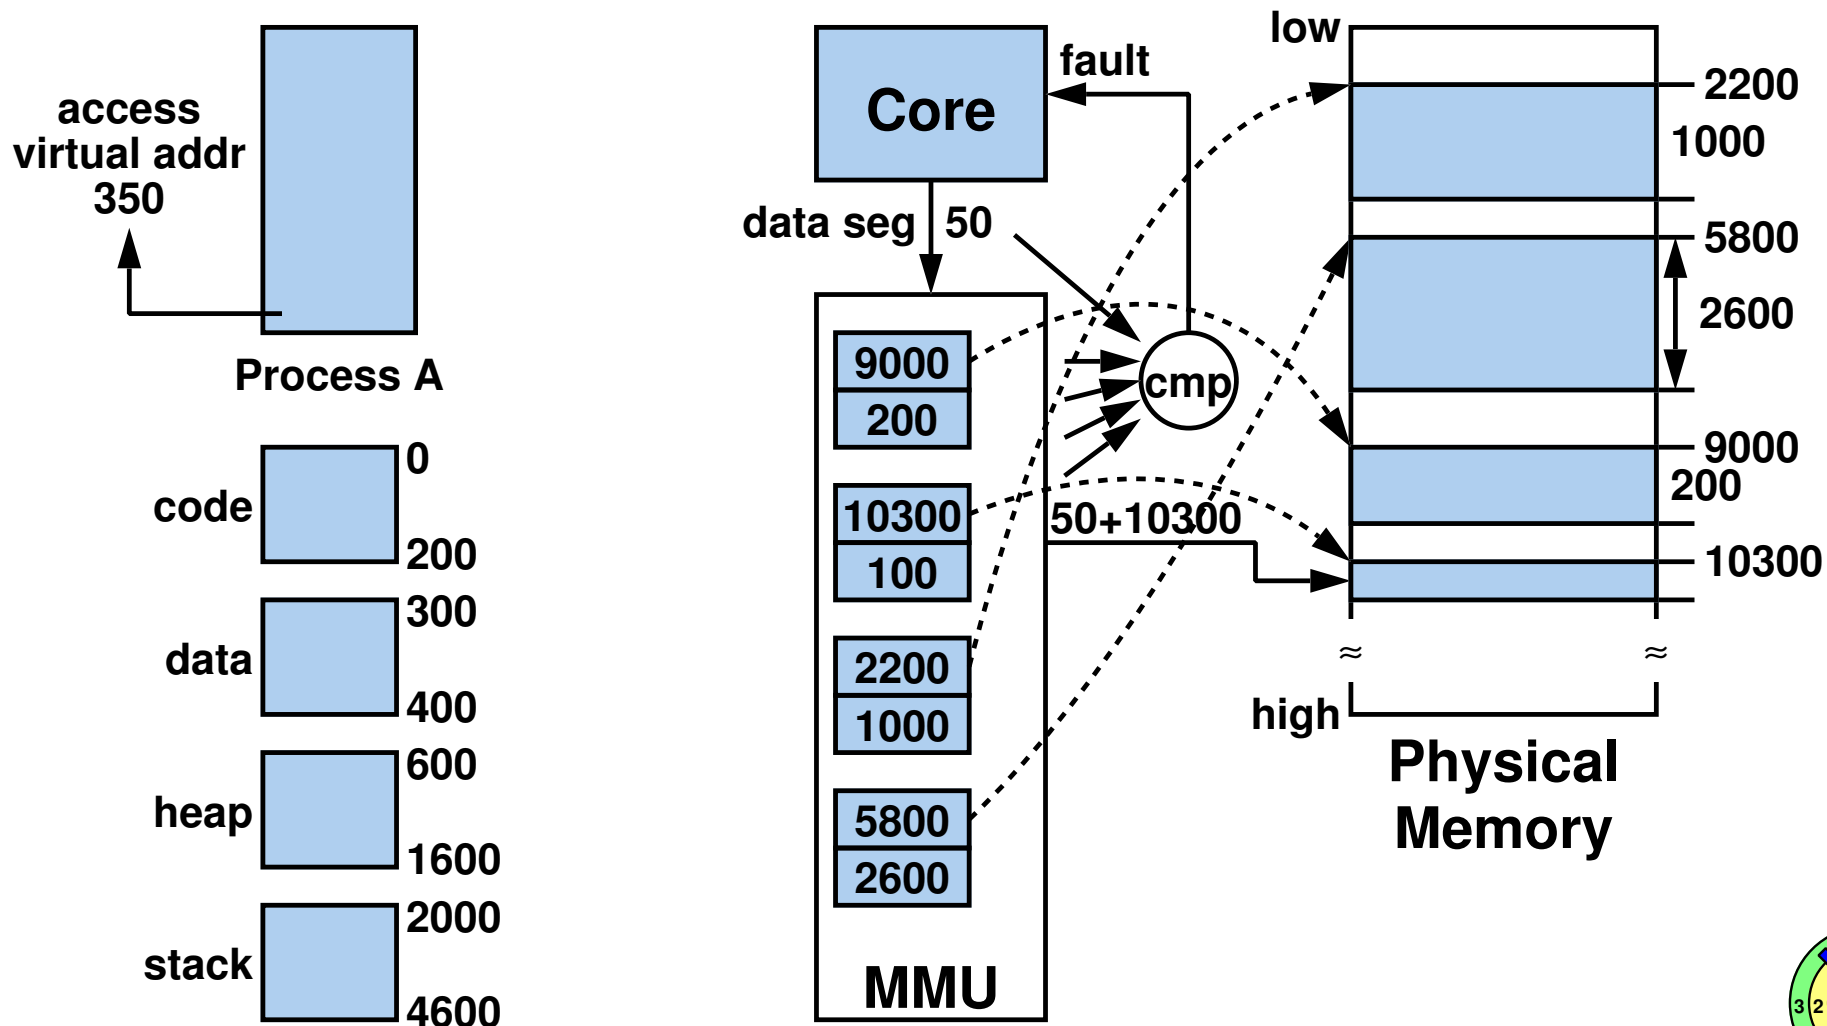 access
virtual addr
350
Process A
code
0
200
data
300
400
heap
600
1600
stack
2000
4600
Core
fault
data seg
50
9000
200
10300
100
2200
1000
5800
2600
MMU
cmp
50+10300
low
2200
1000
5800
2600
9000
200
10300
≈
≈
high
Physical
Memory
3
2